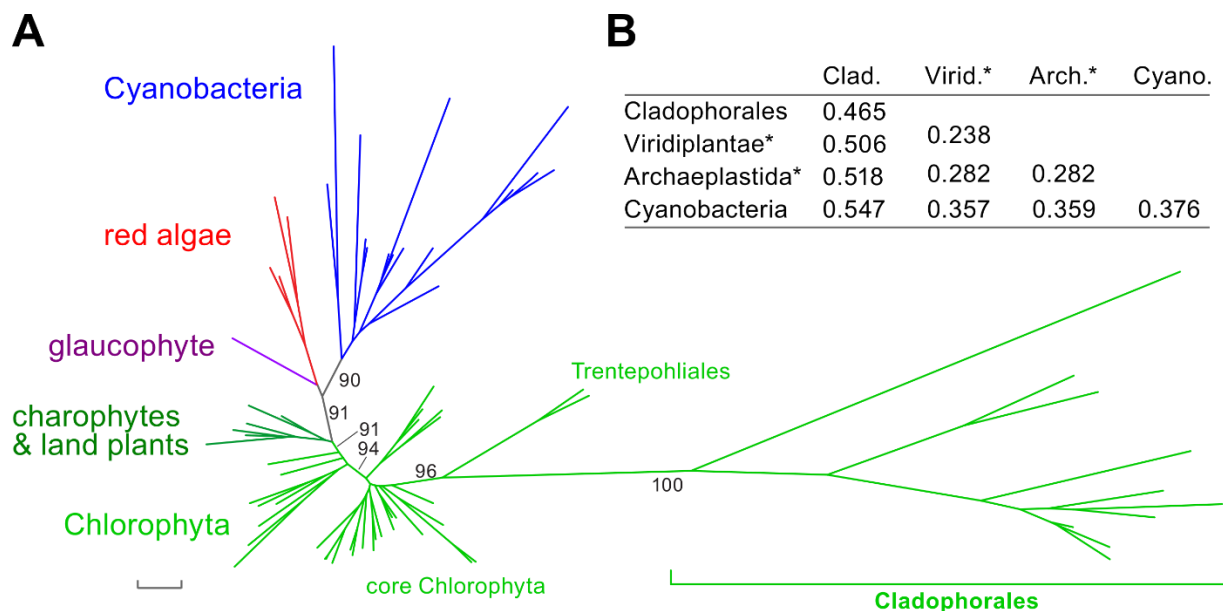 A
B
Clad. Virid.* Arch.* Cyano.
Cladophorales 0.465
Viridiplantae* 0.506 0.238
Archaeplastida* 0.518 0.282 0.282
Cyanobacteria 0.547 0.357 0.359 0.376
Cyanobacteria
red algae
glaucophyte
90
Trentepohliales
91
charophytes
& land plants
91
94
96
100
Chlorophyta
core Chlorophyta
Cladophorales